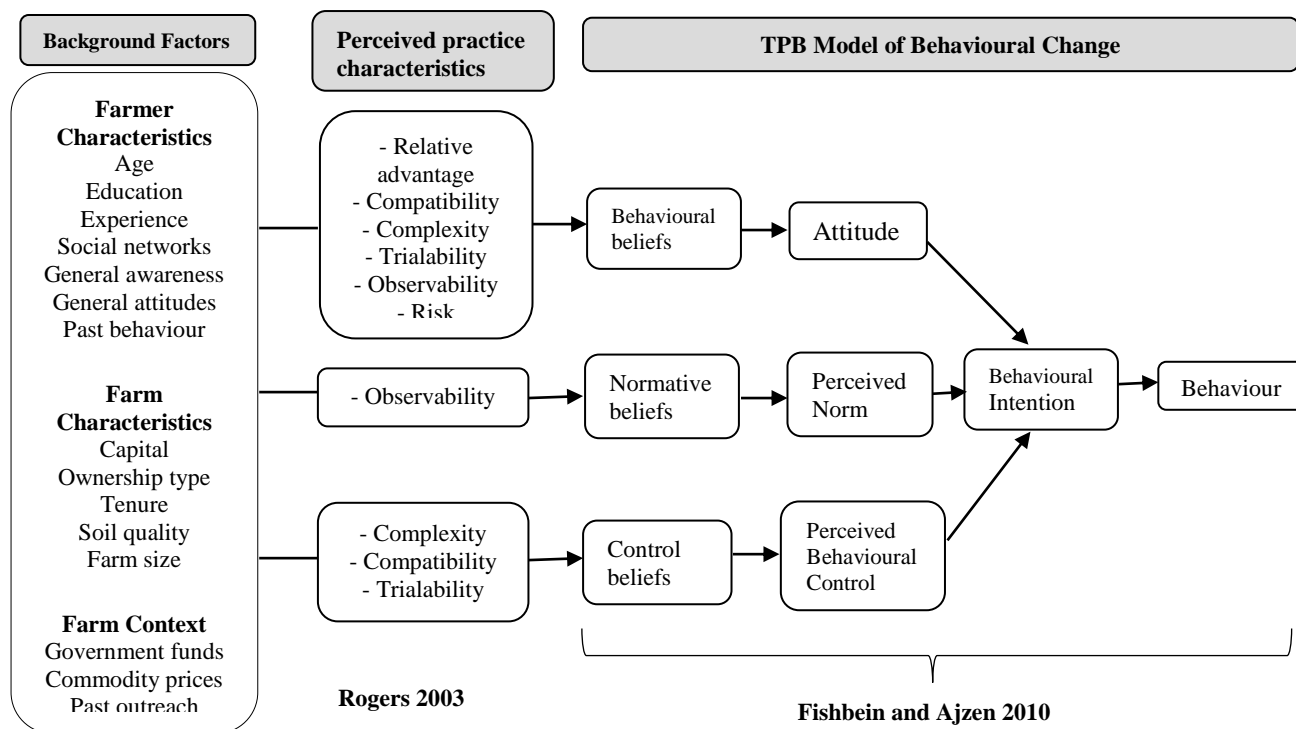 Background Factors
Perceived practice
characteristics
TPB Model of Behavioural Change
Farmer
Characteristics
Age
Education
Experience
Social networks
General awareness
General attitudes
Past behaviour
Farm
Characteristics
Capital
Ownership type
Tenure
Soil quality
Farm size
Farm Context
Government funds
Commodity prices
Past outreach
- Relative
advantage
- Compatibility
- Complexity
- Trialability
- Observability
- Risk
Behavioural
beliefs
Attitude
- Observability
Normative
beliefs
Perceived
Norm
Behavioural
Intention
Behaviour
- Complexity
- Compatibility
- Trialability
Control
beliefs
Perceived
Behavioural
Control
Rogers 2003
Fishbein and Ajzen 2010